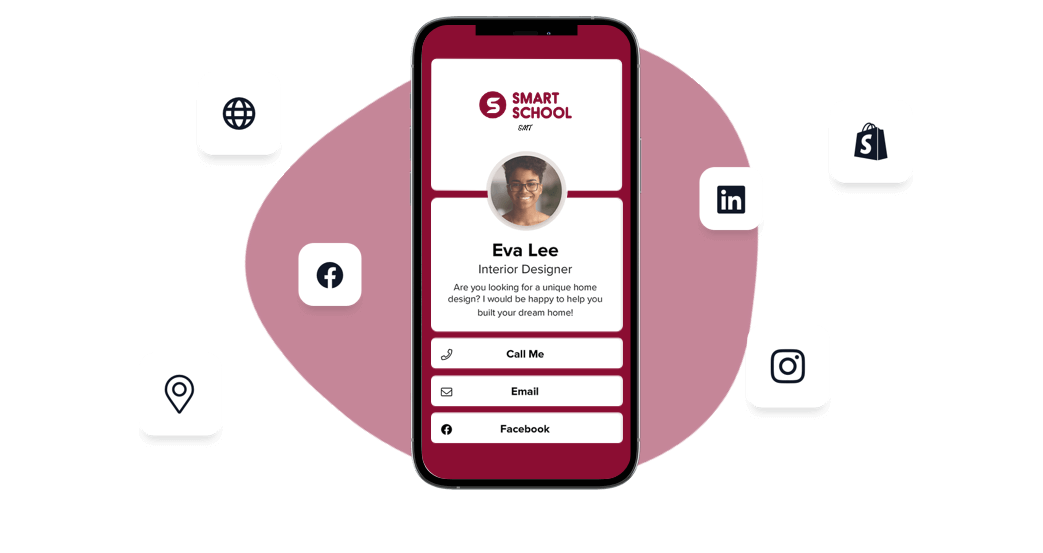 SMART
SCHOOL
GMT
Eva Lee
Interior Designer
Are you looking for a unique home
design? I would be happy to help you
built your dream home!
Call Me
Email
Facebook